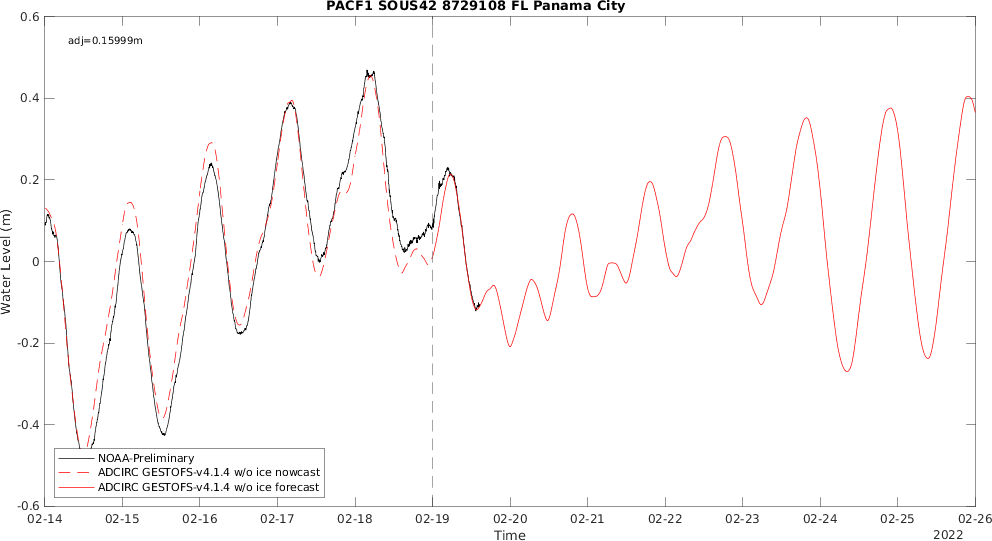 PACF1 SOUS42 8729108 FL Panama City
adj=0.15999m
0.6
0.4
0.2
0
-0.2
-0.4
-0.6
Water Level (m)
NOAA-Preliminary
ADCIRC GESTOFS-v4.1.4 w/o ice nowcast
ADCIRC GESTOFS-v4.1.4 w/o ice forecast
02-14 02-15 02-16 02-17 02-18 02-19 02-20 02-21 02-22 02-23 02-24 02-25 02-26
Time
2022